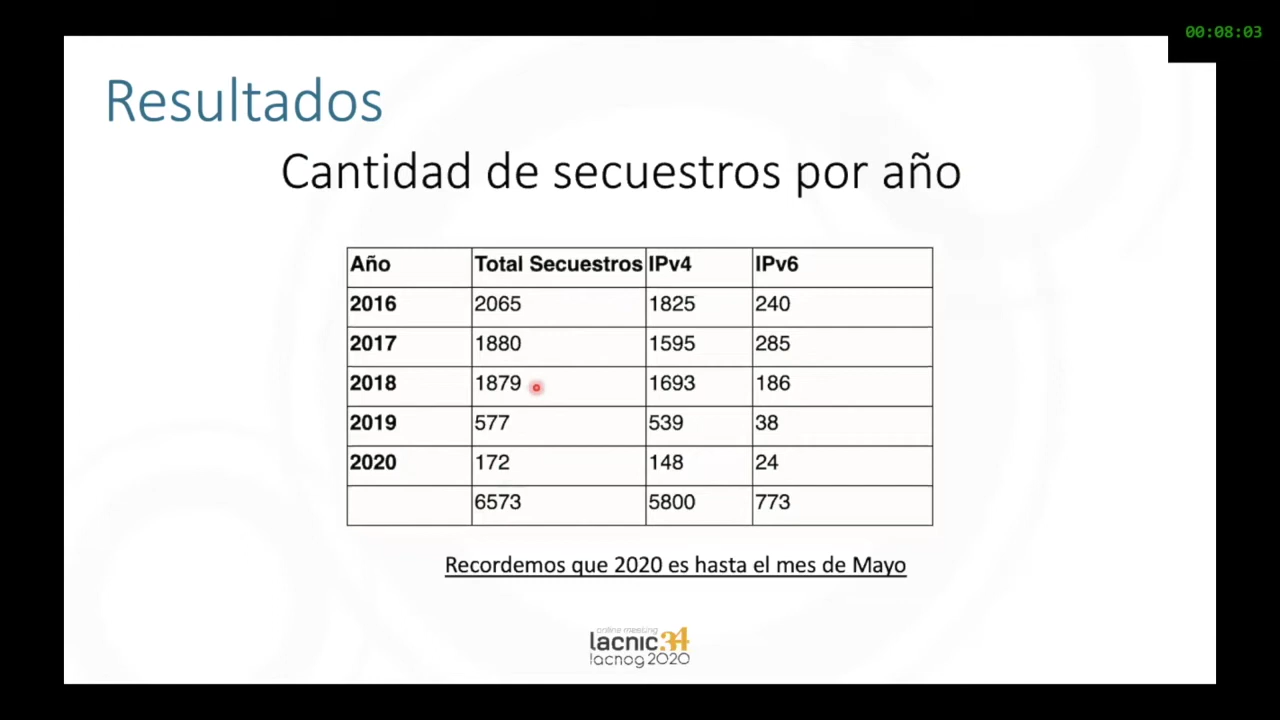 00:08:03
Resultados
Cantidad de secuestros por año
Año Total Secuestros IPv4 IPv6
2016 2065 1825 240
2017 1880 1595 285
2018 1879 1693 186
2019 577 539 38
2020 172 148 24
6573 5800 773
Recordemos que 2020 es hasta el mes de Mayo
online meeting
lacnic34
lacnog2020